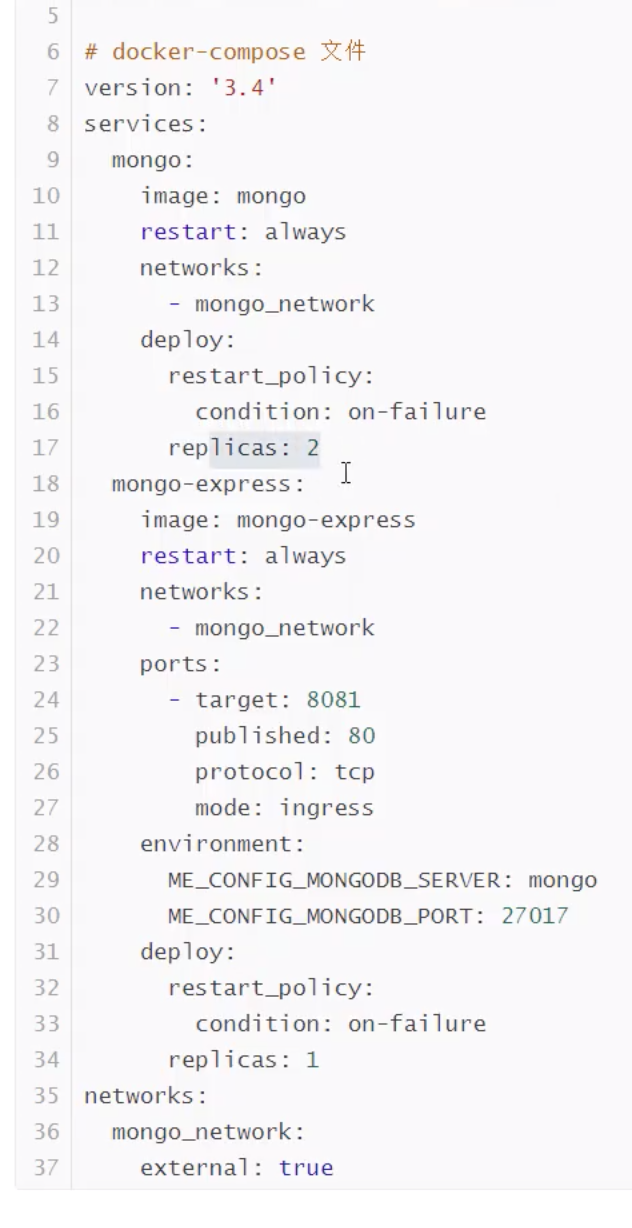 5
6 # docker-compose 文件
7 version: '3.4'
8 services:
9   mongo:
10     image: mongo
11     restart: always
12     networks:
13       - mongo_network
14     deploy:
15       restart_policy:
16         condition: on-failure
17       replicas: 2
18   mongo-express:
19     image: mongo-express
20     restart: always
21     networks:
22       - mongo_network
23     ports:
24       - target: 8081
25         published: 80
26         protocol: tcp
27         mode: ingress
28     environment:
29       ME_CONFIG_MONGODB_SERVER: mongo
30       ME_CONFIG_MONGODB_PORT: 27017
31     deploy:
32       restart_policy:
33         condition: on-failure
34       replicas: 1
35 networks:
36   mongo_network:
37     external: true